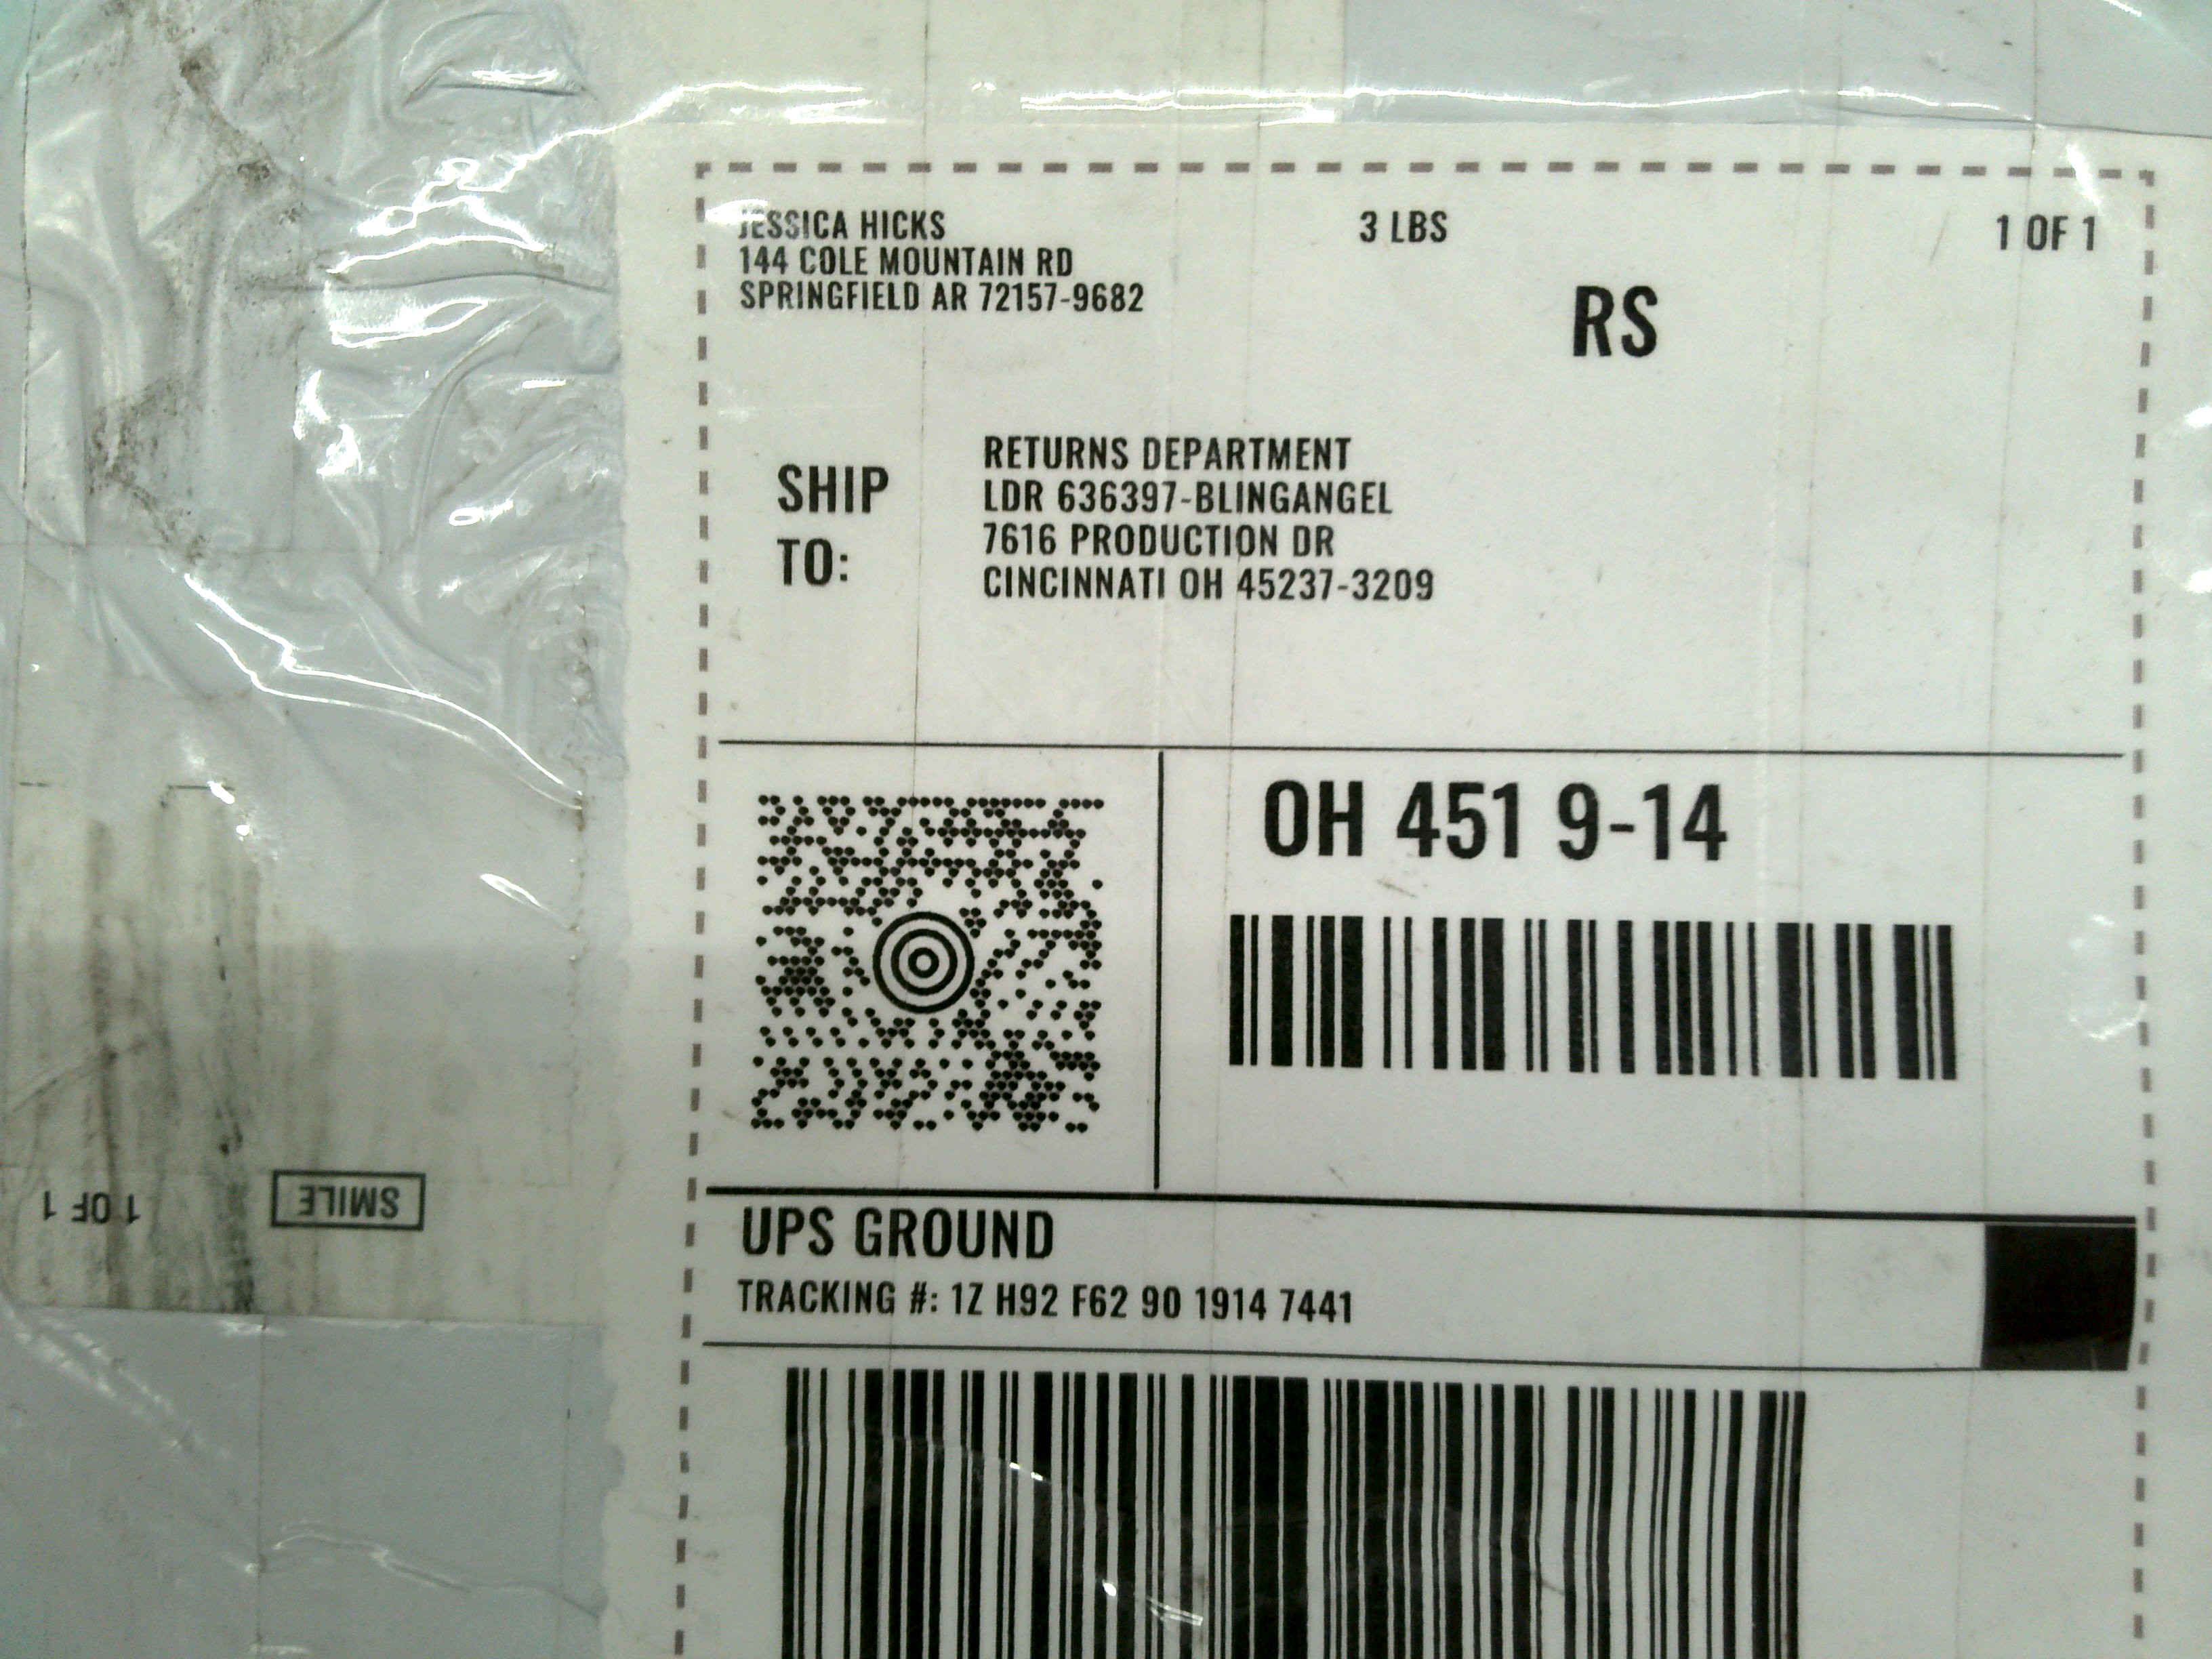 JESSICA HICKS
144 COLE MOUNTAIN RD
SPRINGFIELD AR 72157-9682
3 LBS
1 OF 1
RS
SHIP TO:
RETURNS DEPARTMENT
LDR 636397-BLINGANGEL
7616 PRODUCTION DR
CINCINNATI OH 45237-3209
OH 451 9-14
UPS GROUND
TRACKING #: 1Z H92 F62 90 1914 7441
SMILE
1 OF 1